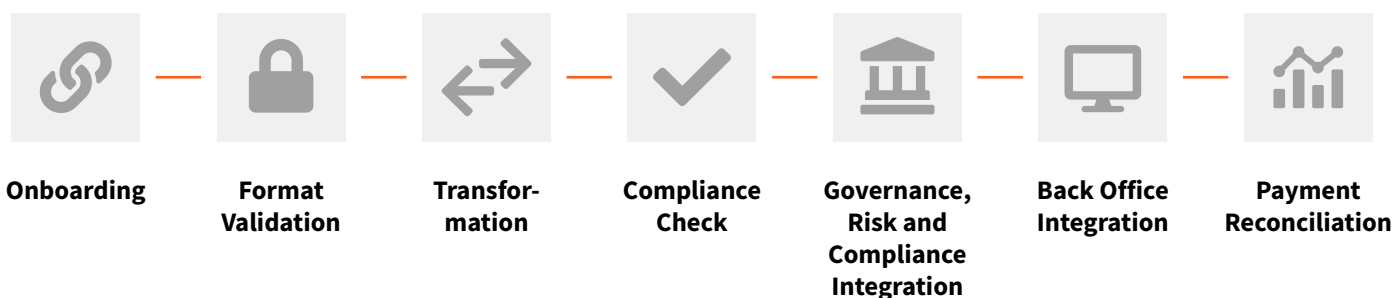 Onboarding
Format
Validation
Transfor-
mation
Compliance
Check
Governance,
Risk and
Compliance
Integration
Back Office
Integration
Payment
Reconciliation